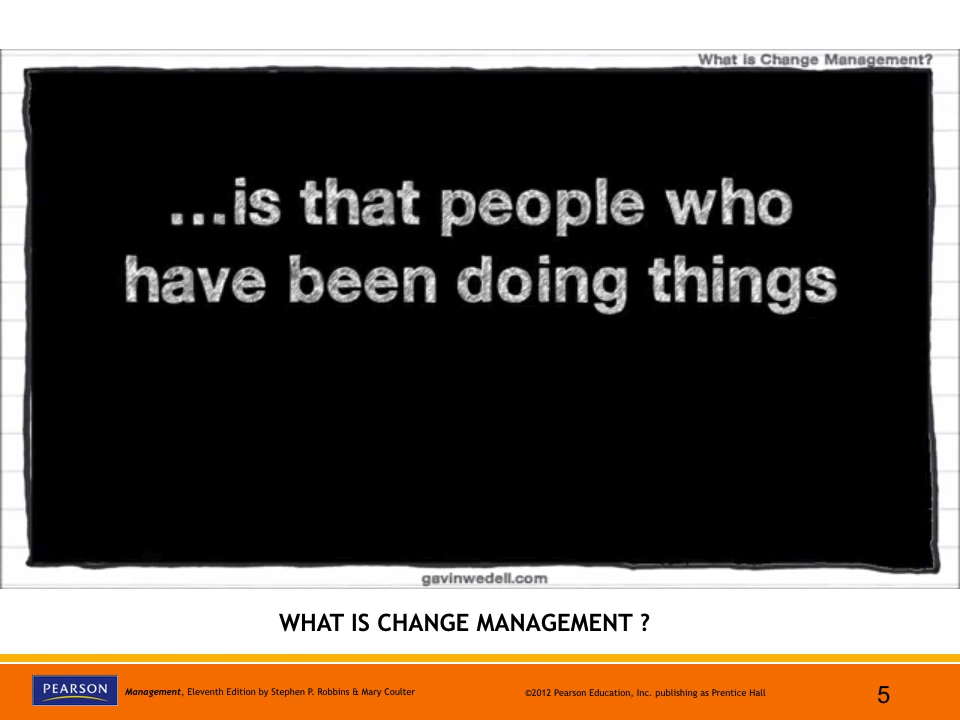 What is Change Management?
...is that people who
have been doing things
gavinwedell.com
WHAT IS CHANGE MANAGEMENT ?
PEARSON
Management, Eleventh Edition by Stephen P. Robbins & Mary Coulter
©2012 Pearson Education, Inc. publishing as Prentice Hall
5